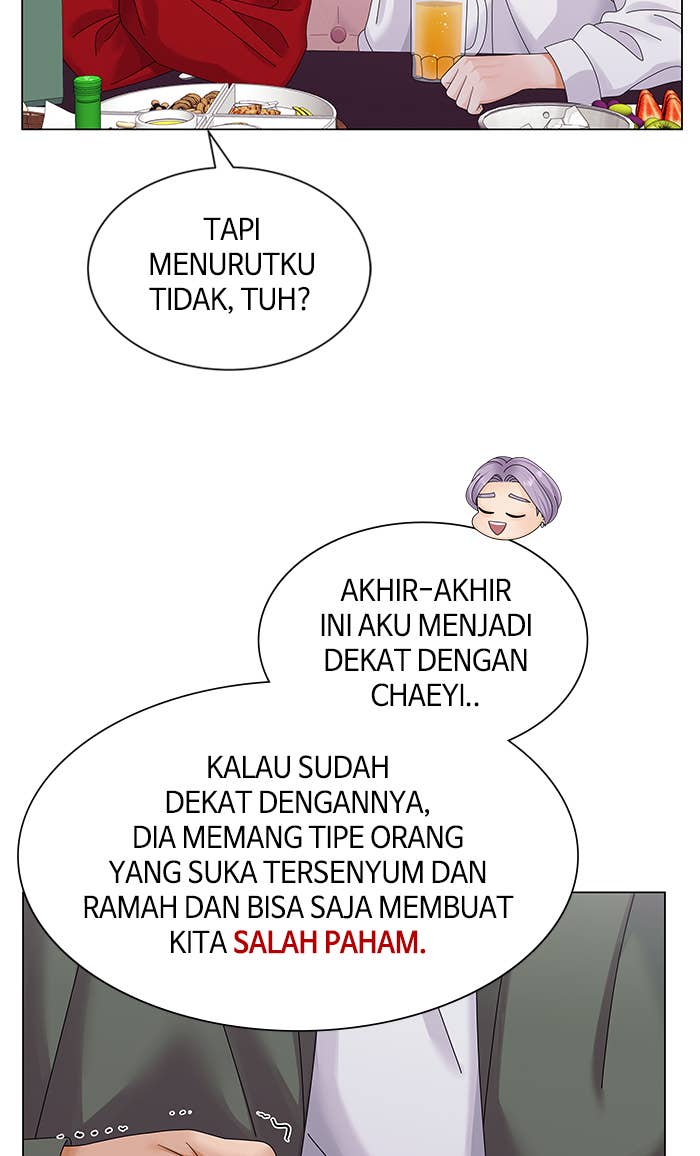 TAPI
MENURUTKU
TIDAK, TUH?
AKHIR-AKHIR
INI AKU MENJADI
DEKAT DENGAN
CHAEYI..
KALAU SUDAH
DEKAT DENGANNYA,
DIA MEMANG TIPE ORANG
YANG SUKA TERSENYUM DAN
RAMAH DAN BISA SAJA MEMBUAT
KITA SALAH PAHAM.